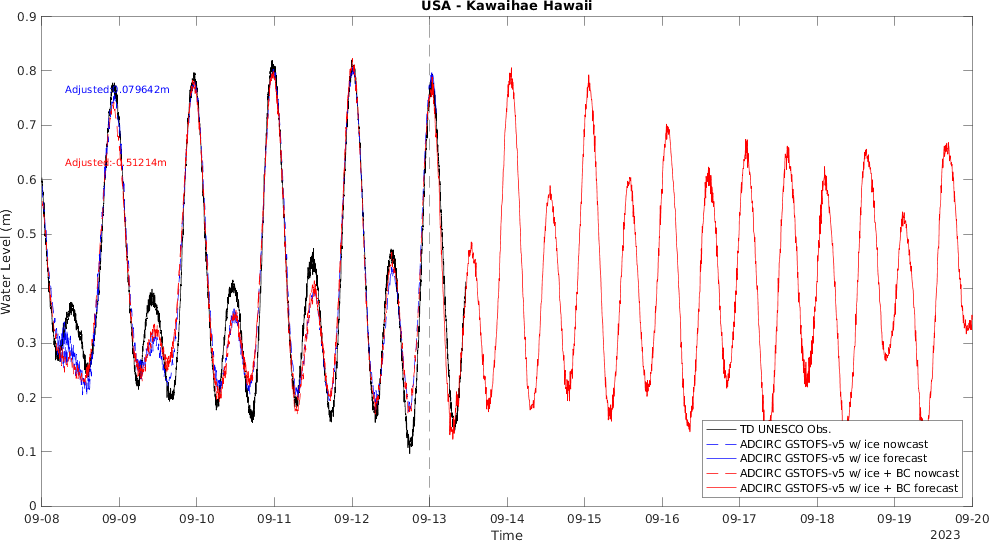 USA - Kawaihae Hawaii
0.9
0.8
0.7
0.6
0.5
0.4
0.3
0.2
0.1
0
Water Level (m)
Adjusted:0.079642m
Adjusted:-0.51214m
TD UNESCO Obs.
ADCIRC GSTOFS-v5 w/ ice nowcast
ADCIRC GSTOFS-v5 w/ ice forecast
ADCIRC GSTOFS-v5 w/ ice + BC nowcast
ADCIRC GSTOFS-v5 w/ ice + BC forecast
09-08 09-09 09-10 09-11 09-12 09-13 09-14 09-15 09-16 09-17 09-18 09-19 09-20
Time
2023